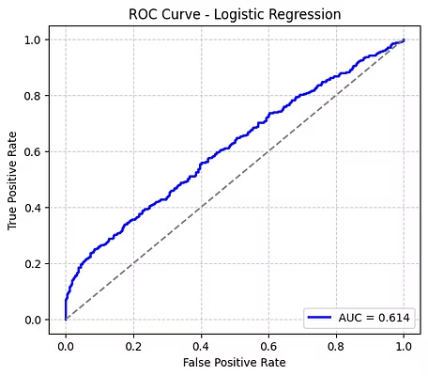 ROC Curve - Logistic Regression
True Positive Rate
1.0
0.8
0.6
0.4
0.2
0.0
0.0 0.2 0.4 0.6 0.8 1.0
False Positive Rate
AUC = 0.614